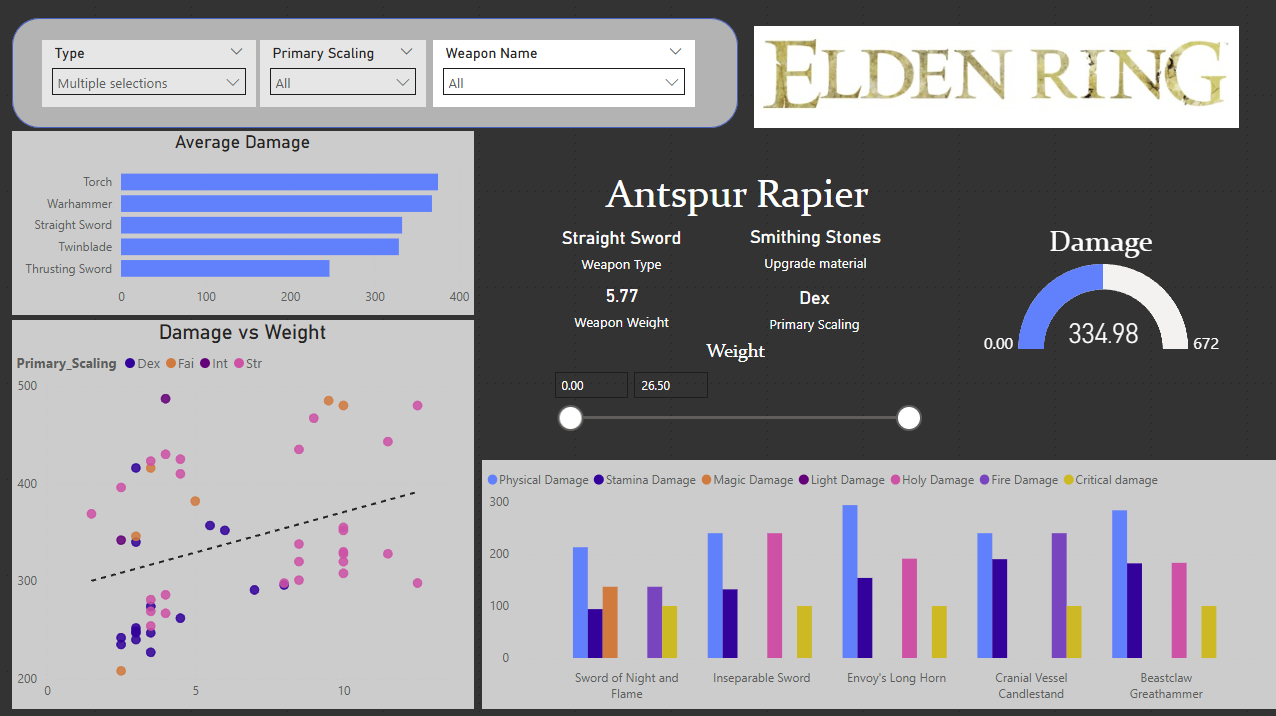 Type
Multiple selections
Primary Scaling
All
Weapon Name
All
ELDEN RING
Average Damage
Torch
Warhammer
Straight Sword
Twinblade
Thrusting Sword
0 100 200 300 400
Damage vs Weight
Primary_Scaling Dex Fai Int Str
500
400
300
200
0 5 10
Antspur Rapier
Straight Sword
Weapon Type
Smithing Stones
Upgrade material
5.77
Weapon Weight
Dex
Primary Scaling
Weight
0.00 26.50
Damage
334.98
0.00 672
Physical Damage Stamina Damage Magic Damage Light Damage Holy Damage Fire Damage Critical damage
300
200
100
0
Sword of Night and
Flame
Inseparable Sword
Envoy's Long Horn
Cranial Vessel
Candlestand
Beastclaw
Greathammer